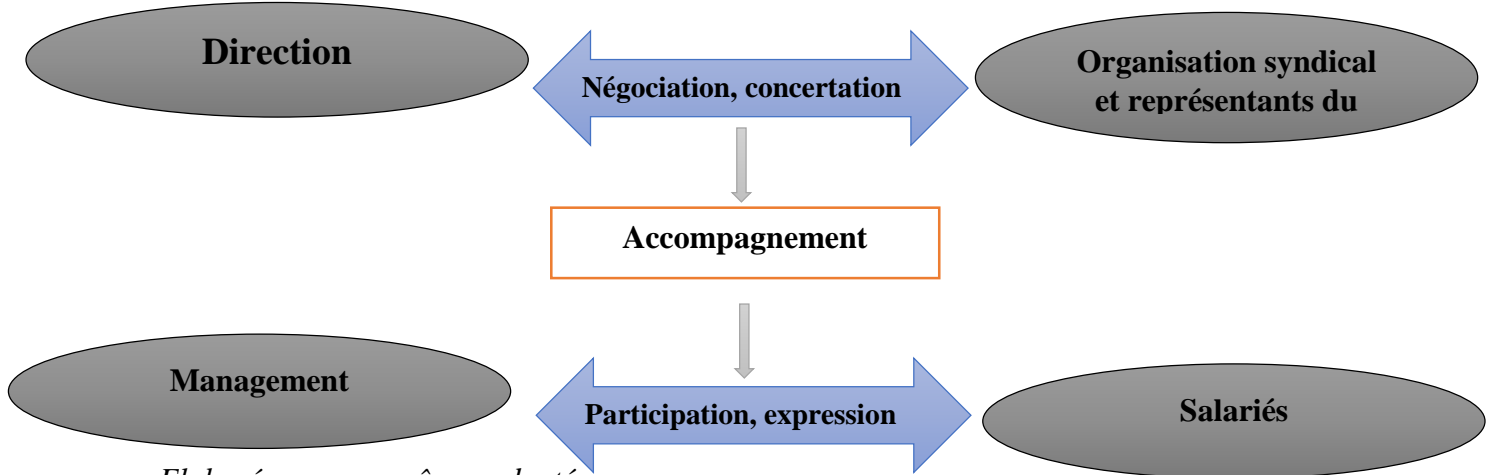 Direction
Négociation, concertation
Organisation syndical
et représentants du
Accompagnement
Management
Participation, expression
Salariés